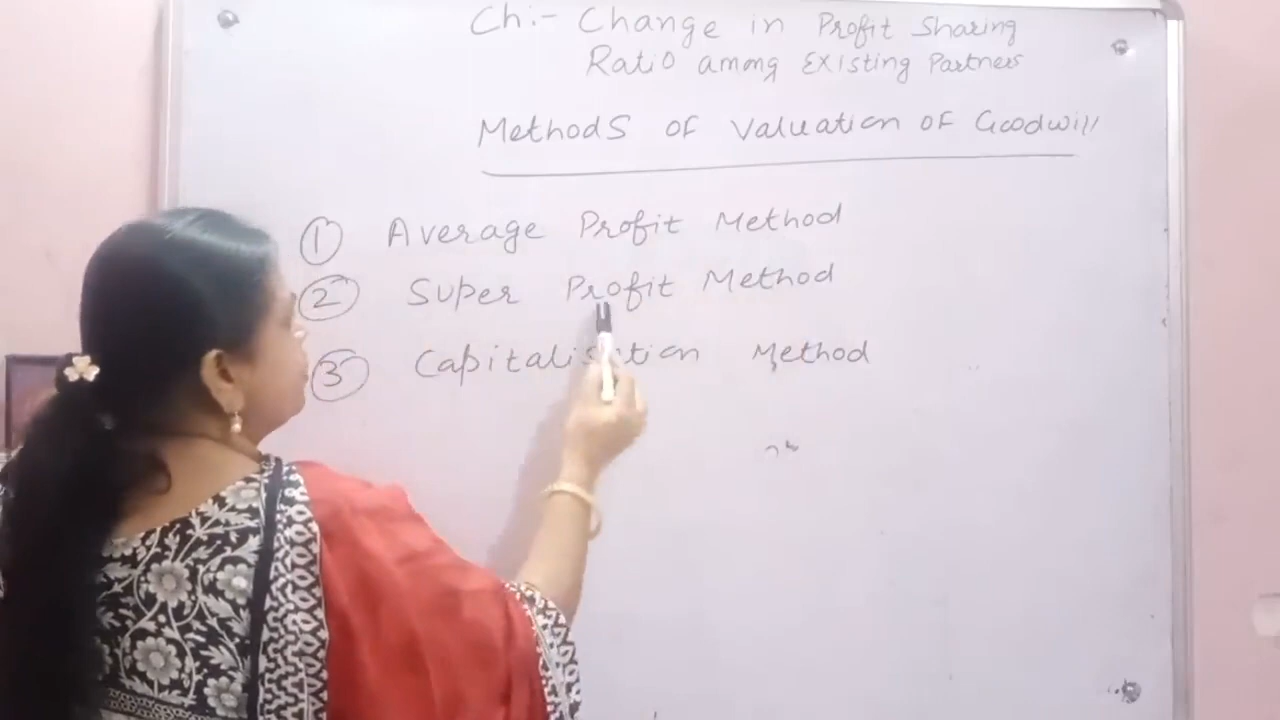 Ch:- Change in Profit Sharing
Ratio among Existing Partners
Methods of Valuation of Goodwill
① Average Profit Method
② Super Profit Method
③ Capitalisation Method